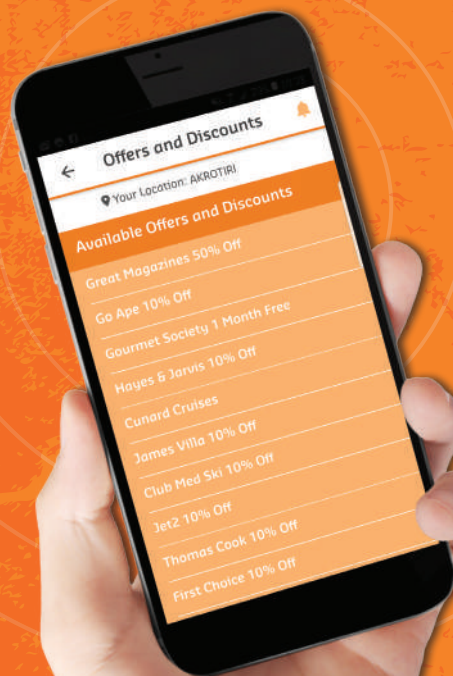 Offers and Discounts
Your Location: AKROTIRI
Available Offers and Discounts
Great Magazines 50% Off
Go Ape 10% Off
Gourmet Society 1 Month Free
Hayes & Jarvis 10% Off
Cunard Cruises
James Villa 10% Off
Club Med Ski 10% Off
Jet2 10% Off
Thomas Cook 10% Off
First Choice 10% Off